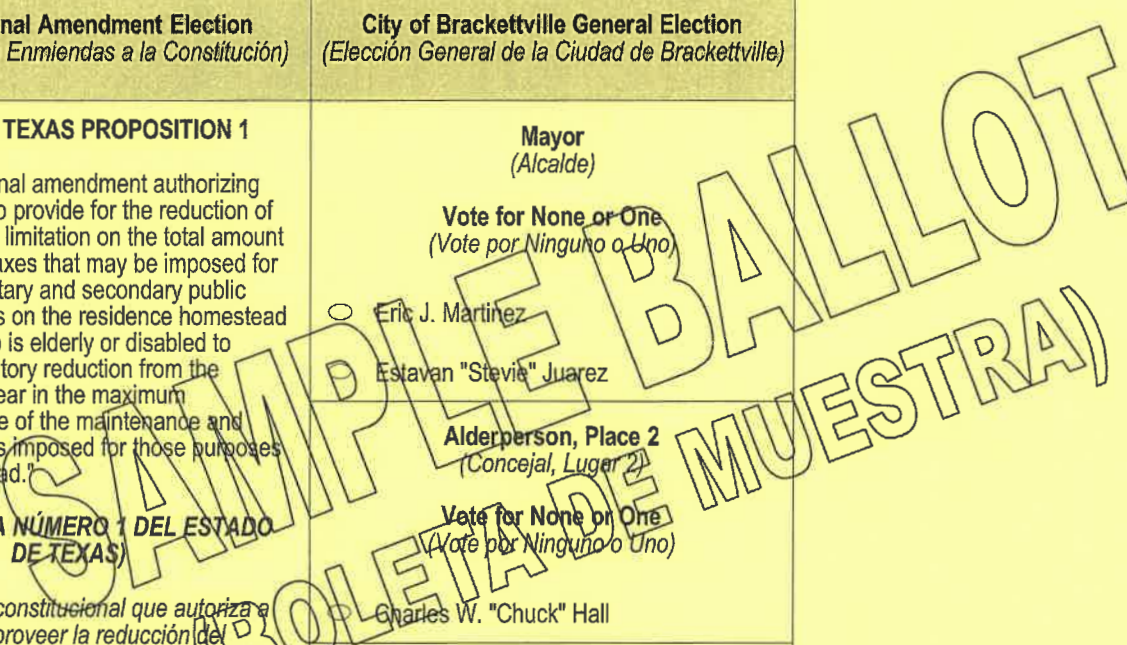 nal Amendment Election
Enmiendas a la Constitución)
TEXAS PROPOSITION 1
nal amendment authorizing
o provide for the reduction of
limitation on the total amount
axes that may be imposed for
tary and secondary public
s on the residence homestead
o is elderly or disabled to
tory reduction from the
ear in the maximum
e of the maintenance and
s imposed for those purposes
ad."
A NÚMERO 1 DEL ESTADO
DE TEXAS)
constitucional que autoriza a
proveer la reducción del
City of Brackettville General Election
(Elección General de la Ciudad de Brackettville)
Mayor
(Alcalde)
Vote for None or One
(Vote por Ninguno o Uno)
Eric J. Martinez
Estavan "Stevie" Juarez
Alderperson, Place 2
(Concejal, Lugar 2)
Vote for None or One
(Vote por Ninguno o Uno)
Charles W. "Chuck" Hall
SAMPLE BALLOT
BOLETA DE MUESTRA)